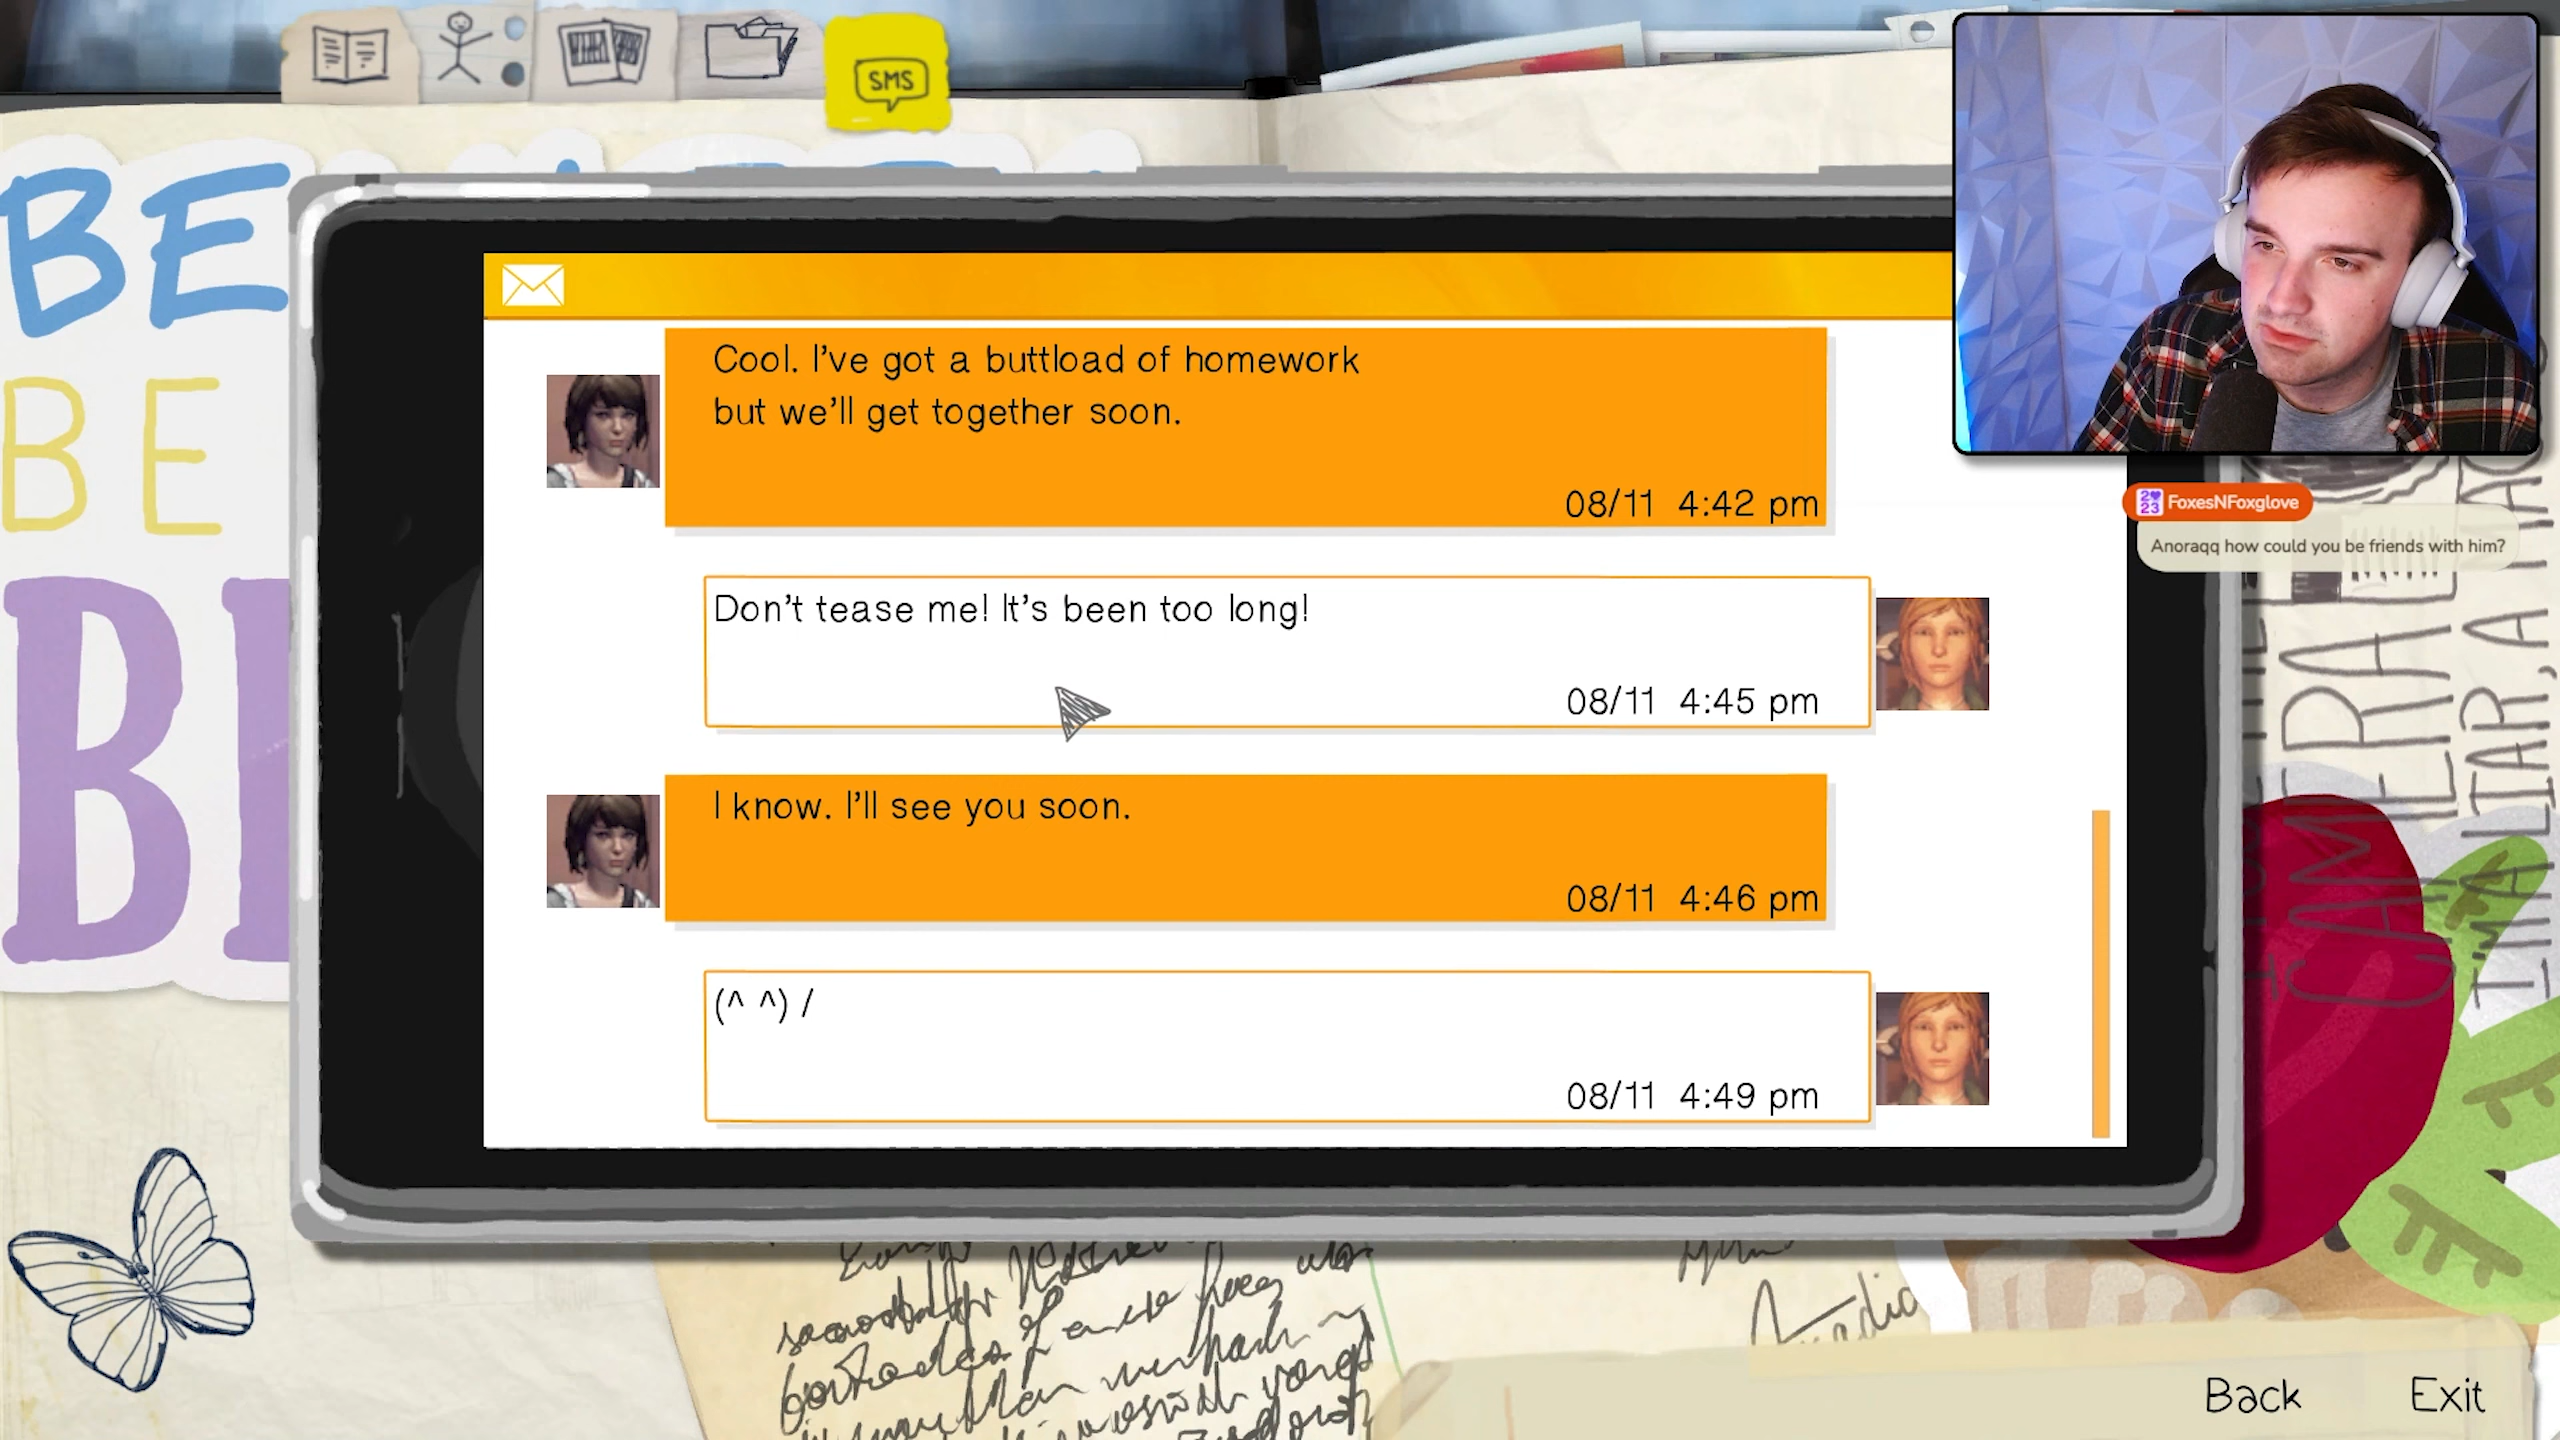 SMS
BE
BE
Cool. I've got a buttload of homework
but we'll get together soon.
08/11 4:42 pm
Don't tease me! It's been too long!
08/11 4:45 pm
I know. I'll see you soon.
08/11 4:46 pm
(^ ^) /
08/11 4:49 pm
FoxesNFoxglove
Anoraqq how could you be friends with him?
CAMERA
Back
Exit